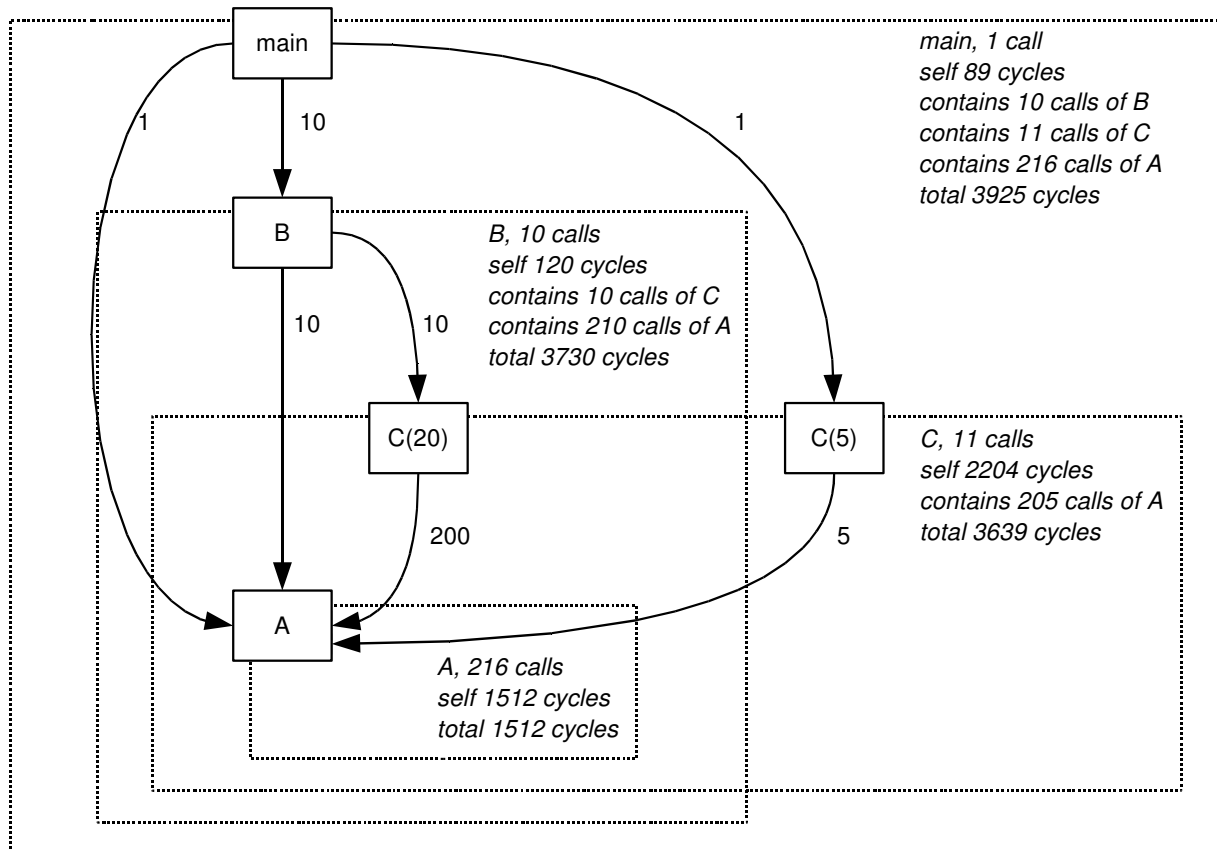 main
main, 1 call
self 89 cycles
contains 10 calls of B
contains 11 calls of C
contains 216 calls of A
total 3925 cycles
1
10
1
B
B, 10 calls
self 120 cycles
contains 10 calls of C
contains 210 calls of A
total 3730 cycles
10
10
C(20)
C(5)
C, 11 calls
self 2204 cycles
contains 205 calls of A
total 3639 cycles
200
5
A
A, 216 calls
self 1512 cycles
total 1512 cycles